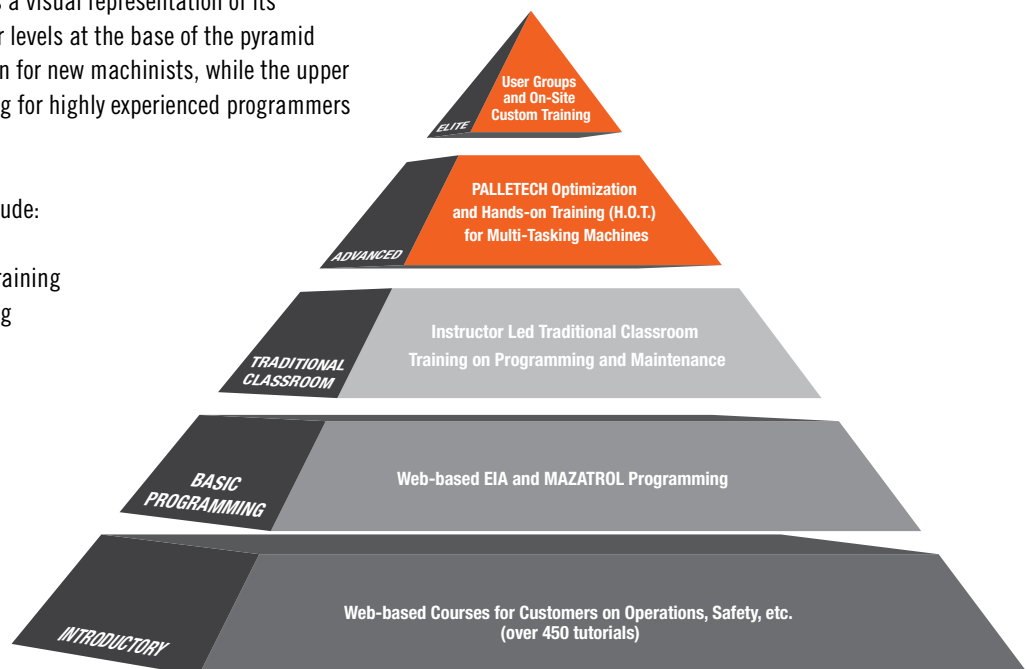 s a visual representation of its
r levels at the base of the pyramid
n for new machinists, while the upper
g for highly experienced programmers
ude:
raining
g
User Groups
and On-Site
Custom Training
ELITE
PALLETECH Optimization
and Hands-on Training (H.O.T.)
for Multi-Tasking Machines
ADVANCED
Instructor Led Traditional Classroom
Training on Programming and Maintenance
TRADITIONAL
CLASSROOM
Web-based EIA and MAZATROL Programming
BASIC
PROGRAMMING
Web-based Courses for Customers on Operations, Safety, etc.
(over 450 tutorials)
INTRODUCTORY